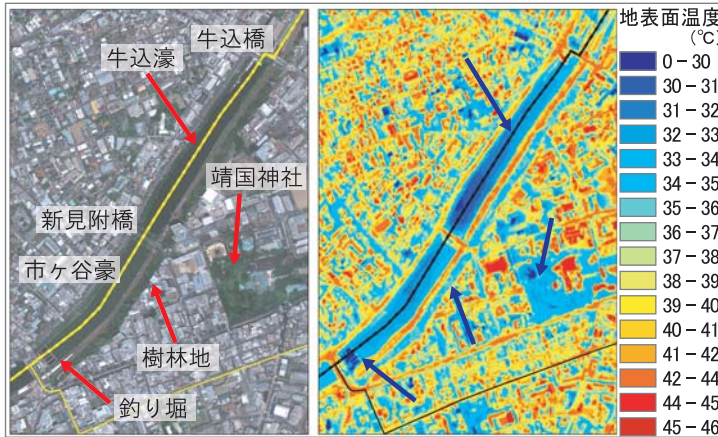 牛込橋
牛込濠
靖国神社
新見附橋
市ヶ谷豪
樹林地
釣り堀
地表面温度
(℃)
0－30
30－31
31－32
32－33
33－34
34－35
35－36
36－37
37－38
38－39
39－40
40－41
41－42
42－44
44－45
45－46